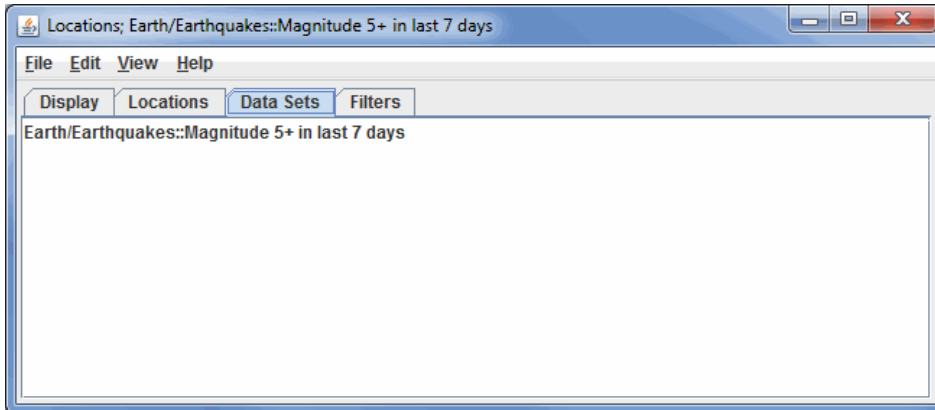 Locations; Earth/Earthquakes::Magnitude 5+ in last 7 days
File Edit View Help
Display Locations Data Sets Filters
Earth/Earthquakes::Magnitude 5+ in last 7 days